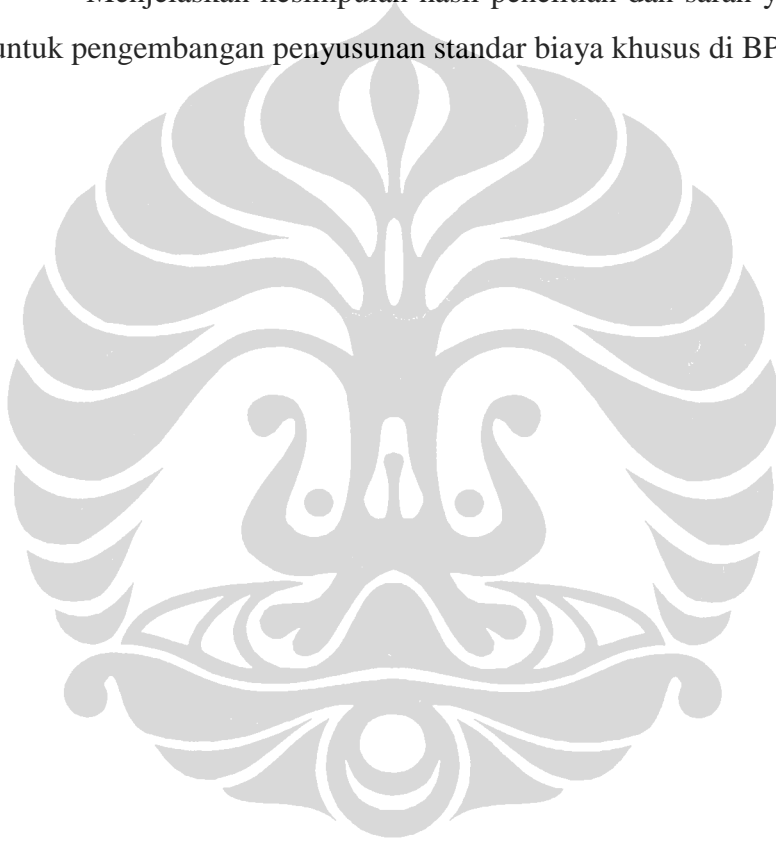 Menjelaskan kesimpulan hasil penelitian dan saran
untuk pengembangan penyusunan standar biaya khusus di